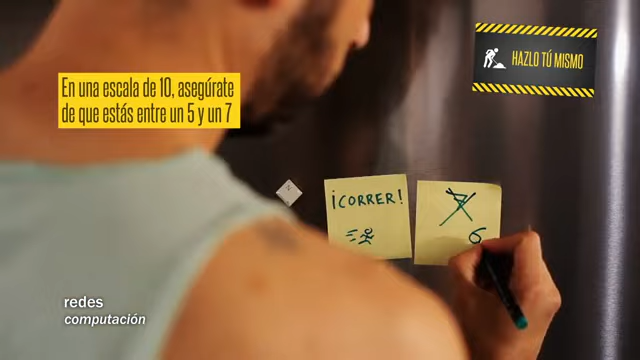 HAZLO TÚ MISMO
En una escala de 10, asegúrate
de que estás entre un 5 y un 7
¡CORRER!
6
redes
computación